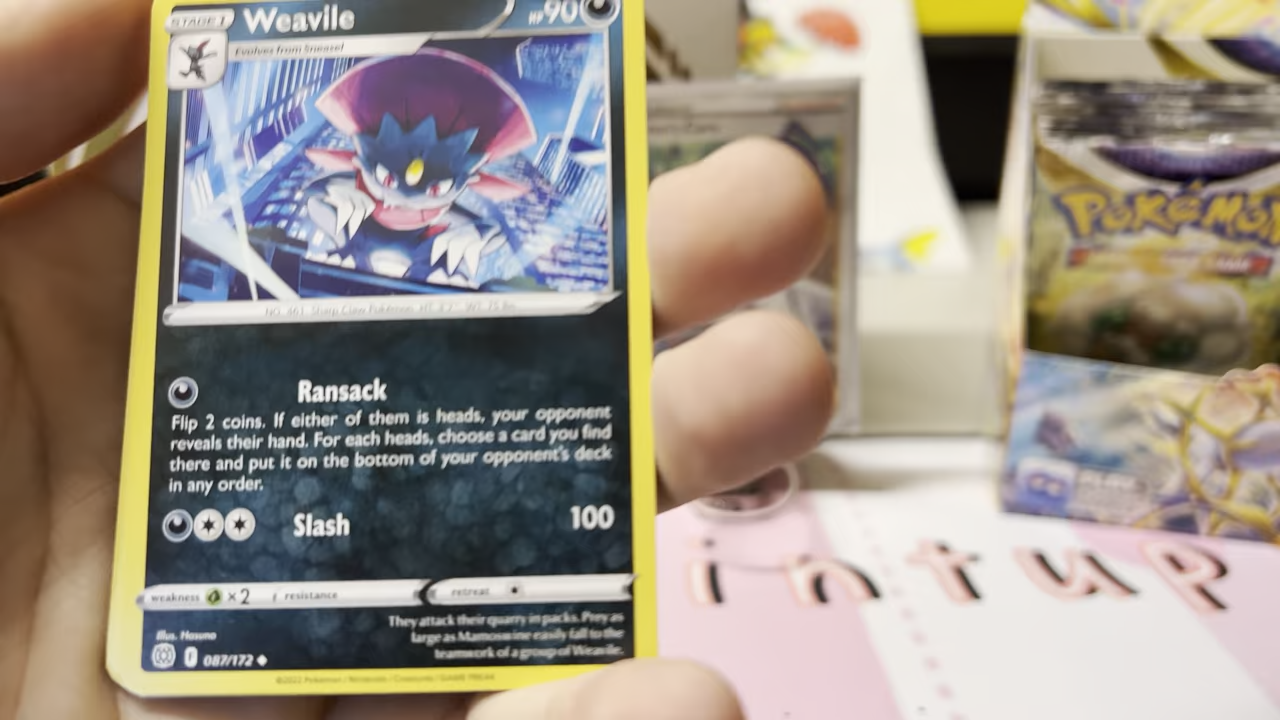 STAGE 1
Weavile
HP 90
Evolves from Sneasel
NO. 461 Sharp Claw Pokémon HT: 3'7" WT: 75 lbs.
Ransack
Flip 2 coins. If either of them is heads, your opponent
reveals their hand. For each heads, choose a card you find
there and put it on the bottom of your opponent's deck
in any order.
Slash 100
weakness ×2 resistance retreat
They attack their quarry in packs. Prey as
large as Mamoswine easily fall to the
teamwork of a group of Weavile.
Illus. Hasuno
087/172
©2022 Pokémon / Nintendo / Creatures / GAME FREAK
POKéMON
intup